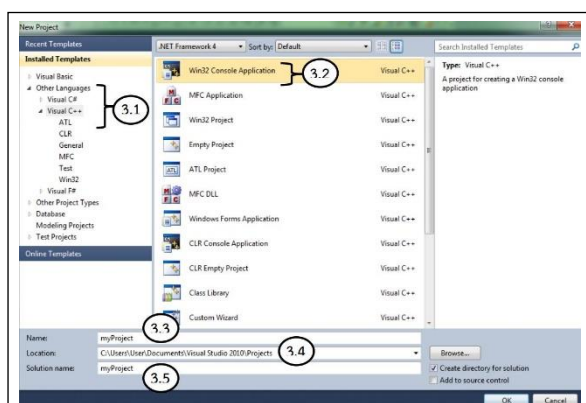 New Project
Recent Templates
.NET Framework 4
Sort by: Default
Search Installed Templates
Installed Templates
Visual Basic
Other Languages
Visual C#
Visual C++
ATL
CLR
General
MFC
Test
Win32
Visual F#
Other Project Types
Database
Modeling Projects
Test Projects
Online Templates
3.1
Win32 Console Application Visual C++
3.2
MFC Application Visual C++
Win32 Project Visual C++
Empty Project Visual C++
ATL Project Visual C++
MFC DLL Visual C++
Windows Forms Application Visual C++
CLR Console Application Visual C++
CLR Empty Project Visual C++
Class Library Visual C++
Custom Wizard Visual C++
Type: Visual C++
A project for creating a Win32 console
application
Name: myProject
3.3
Location: C:\Users\User\Documents\Visual Studio 2010\Projects
3.4
Browse...
Solution name: myProject
3.5
Create directory for solution
Add to source control
OK Cancel